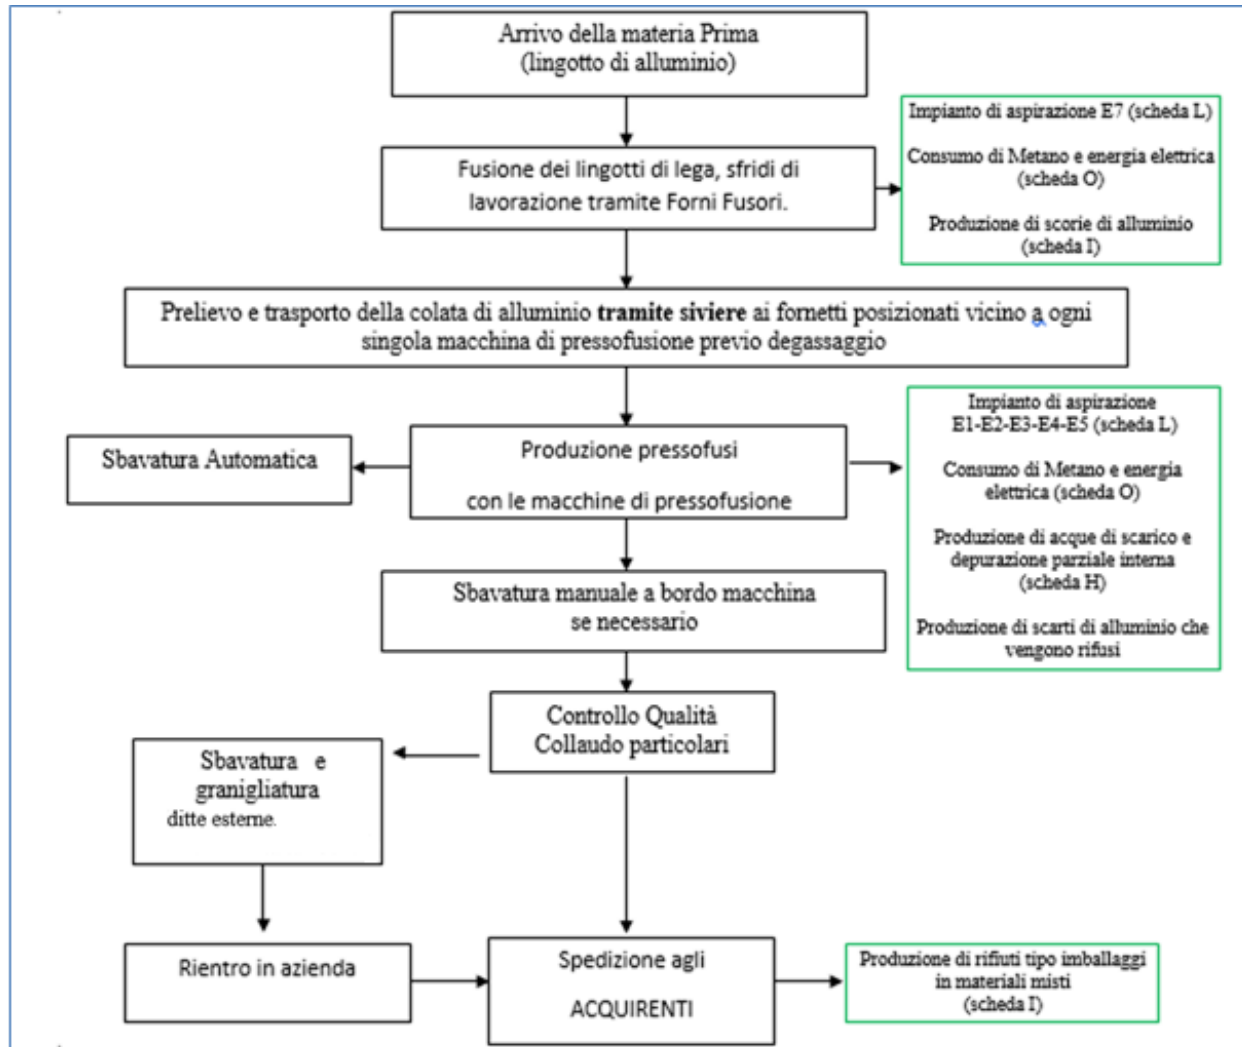 Arrivo della materia Prima
(lingotto di alluminio)
Impianto di aspirazione E7 (scheda L)
Consumo di Metano e energia elettrica
(scheda O)
Produzione di scorie di alluminio
(scheda I)
Fusione dei lingotti di lega, sfridi di
lavorazione tramite Forni Fusori.
Prelievo e trasporto della colata di alluminio tramite siviere ai fornetti posizionati vicino a ogni
singola macchina di pressofusione previo degassaggio
Impianto di aspirazione
E1-E2-E3-E4-E5 (scheda L)
Consumo di Metano e energia
elettrica (scheda O)
Produzione di acque di scarico e
depurazione parziale interna
(scheda H)
Produzione di scarti di alluminio che
vengono rifusi
Sbavatura Automatica
Produzione pressofusi
con le macchine di pressofusione
Sbavatura manuale a bordo macchina
se necessario
Controllo Qualità
Collaudo particolari
Sbavatura e
granigliatura
ditte esterne.
Rientro in azienda
Spedizione agli
ACQUIRENTI
Produzione di rifiuti tipo imballaggi
in materiali misti
(scheda I)